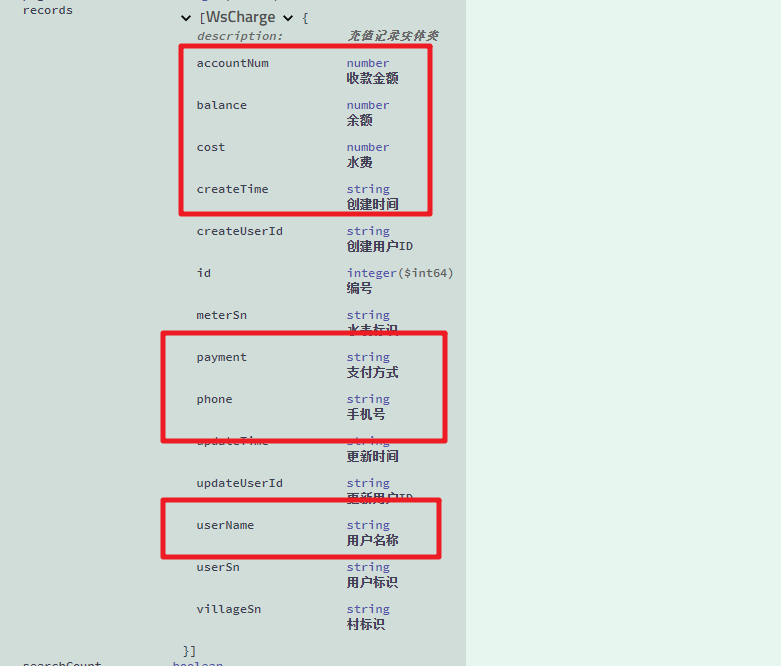 records
[WsCharge {
description: 充值记录实体类
accountNum number
收款金额
balance number
余额
cost number
水费
createTime string
创建时间
createUserId string
创建用户ID
id integer($int64)
编号
meterSn string
水表标识
payment string
支付方式
phone string
手机号
updateTime string
更新时间
updateUserId string
更新用户ID
userName string
用户名称
userSn string
用户标识
villageSn string
村标识
}]
searchCount boolean